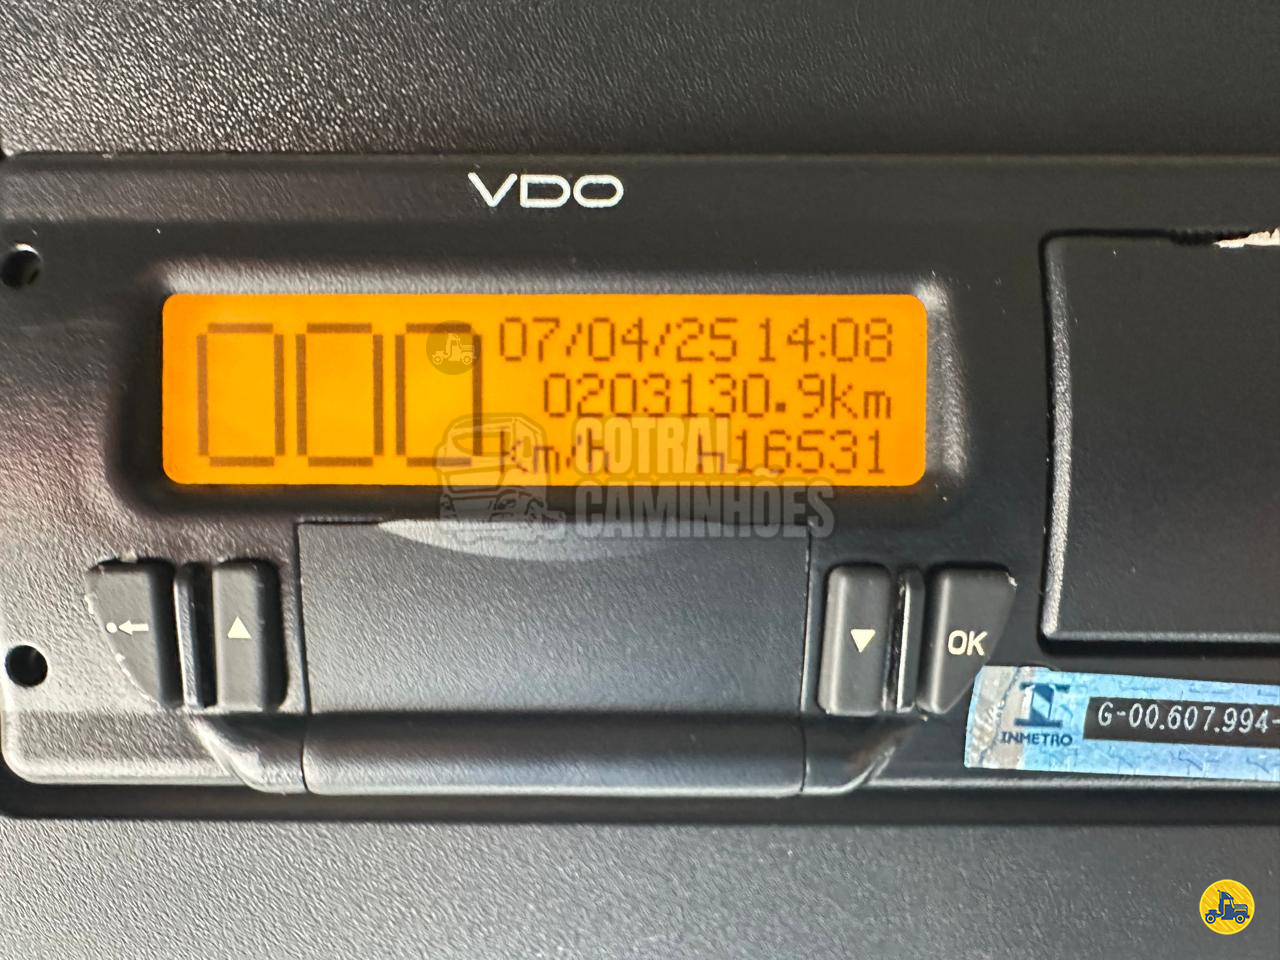 VDO
000
07/04/25 14:08
0203130.9km
km/h h16531
COTRAL
CAMINHÕES
OK
INMETRO
G-00.607.994-